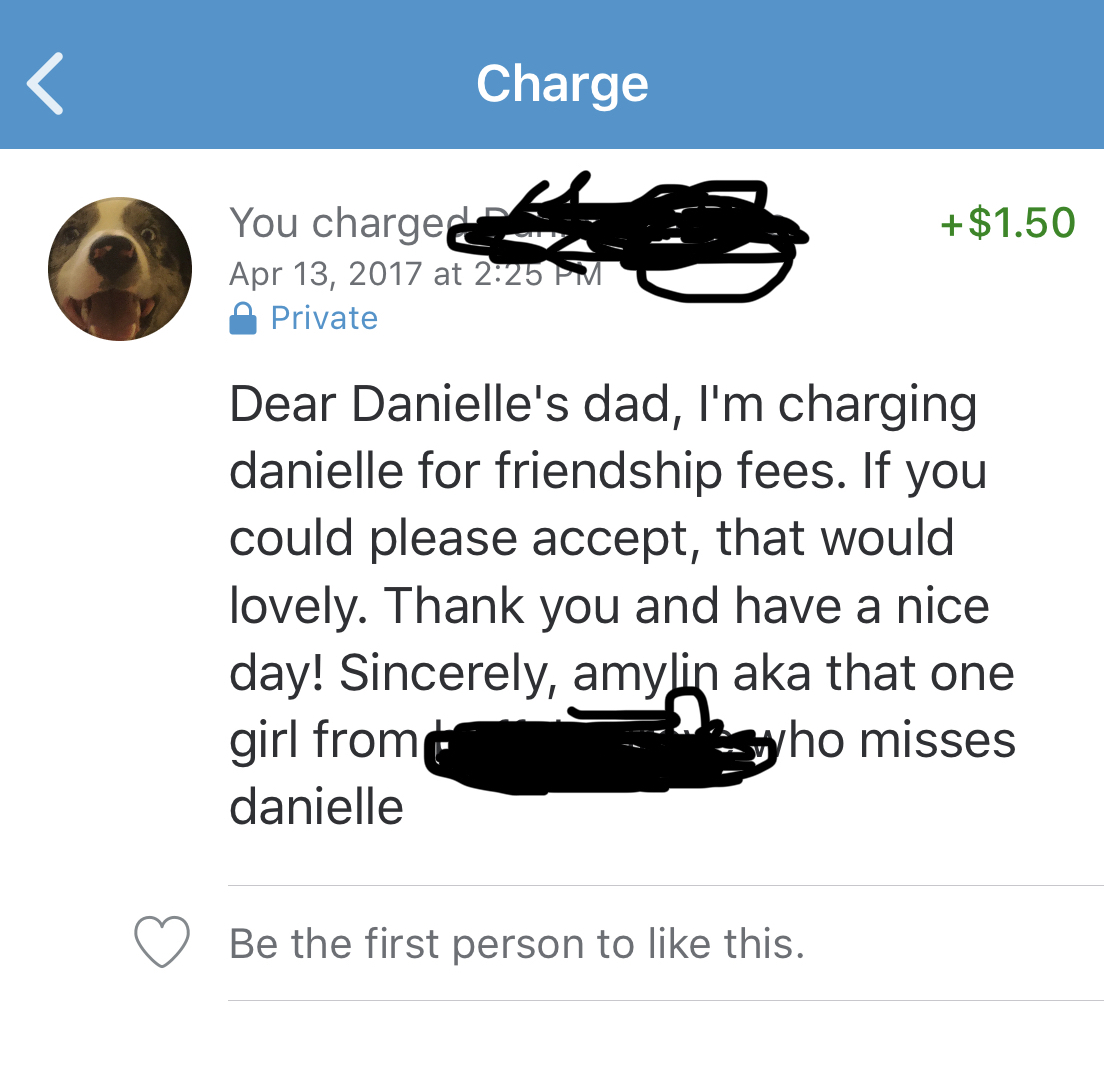 Charge
You charged
+$1.50
Apr 13, 2017 at 2:25 PM
Private
Dear Danielle's dad, I'm charging
danielle for friendship fees. If you
could please accept, that would
lovely. Thank you and have a nice
day! Sincerely, amylin aka that one
girl from who misses
danielle
Be the first person to like this.